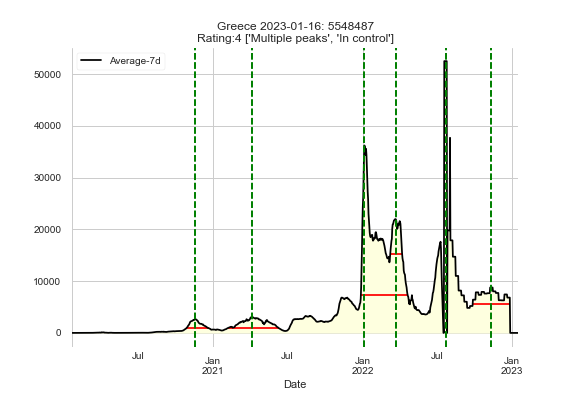 Greece 2023-01-16: 5548487
Rating:4 ['Multiple peaks', 'In control']
Average-7d
50000
40000
30000
20000
10000
0
Jul
Jan
2021
Jul
Jan
2022
Jul
Jan
2023
Date